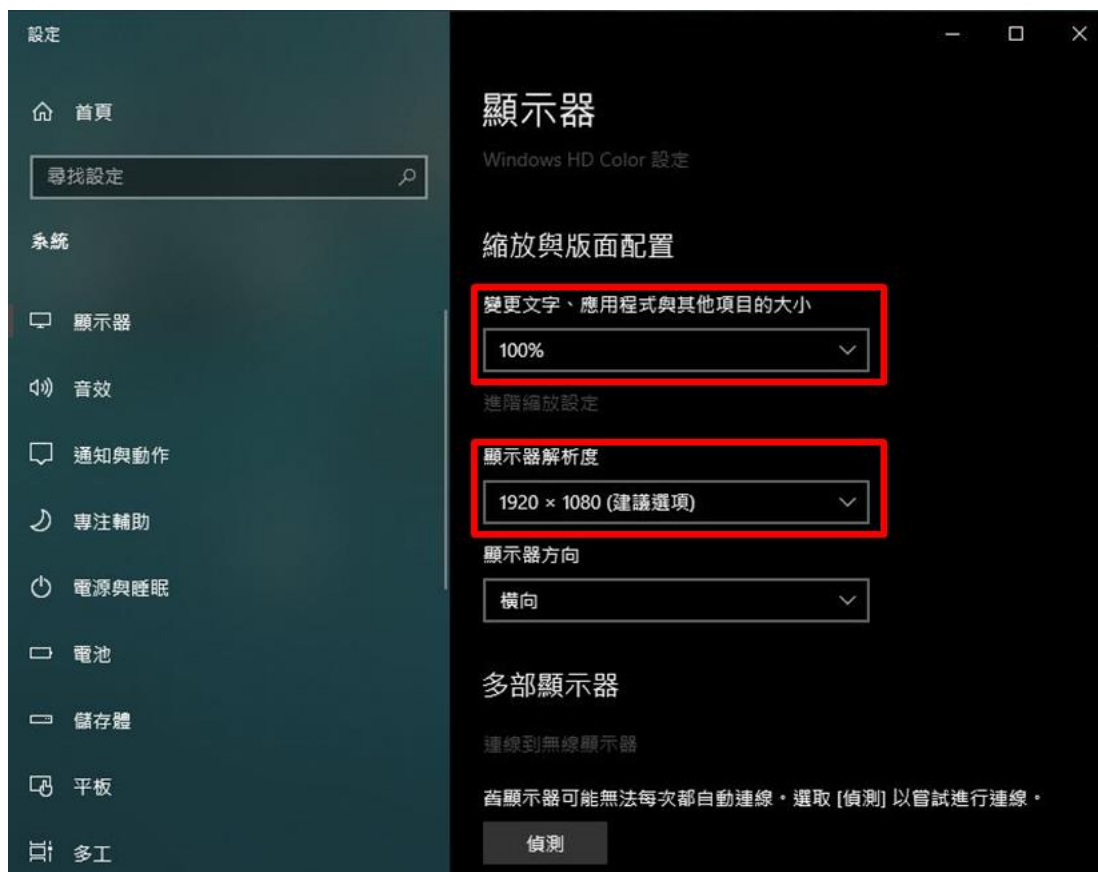 設定
首頁
尋找設定
系統
顯示器
音效
通知與動作
專注輔助
電源與睡眠
電池
儲存體
平板
多工
顯示器
Windows HD Color 設定
縮放與版面配置
變更文字、應用程式與其他項目的大小
100%
進階縮放設定
顯示器解析度
1920 × 1080 (建議選項)
顯示器方向
橫向
多部顯示器
連線到無線顯示器
舊顯示器可能無法每次都自動連線。選取 [偵測] 以嘗試進行連線。
偵測